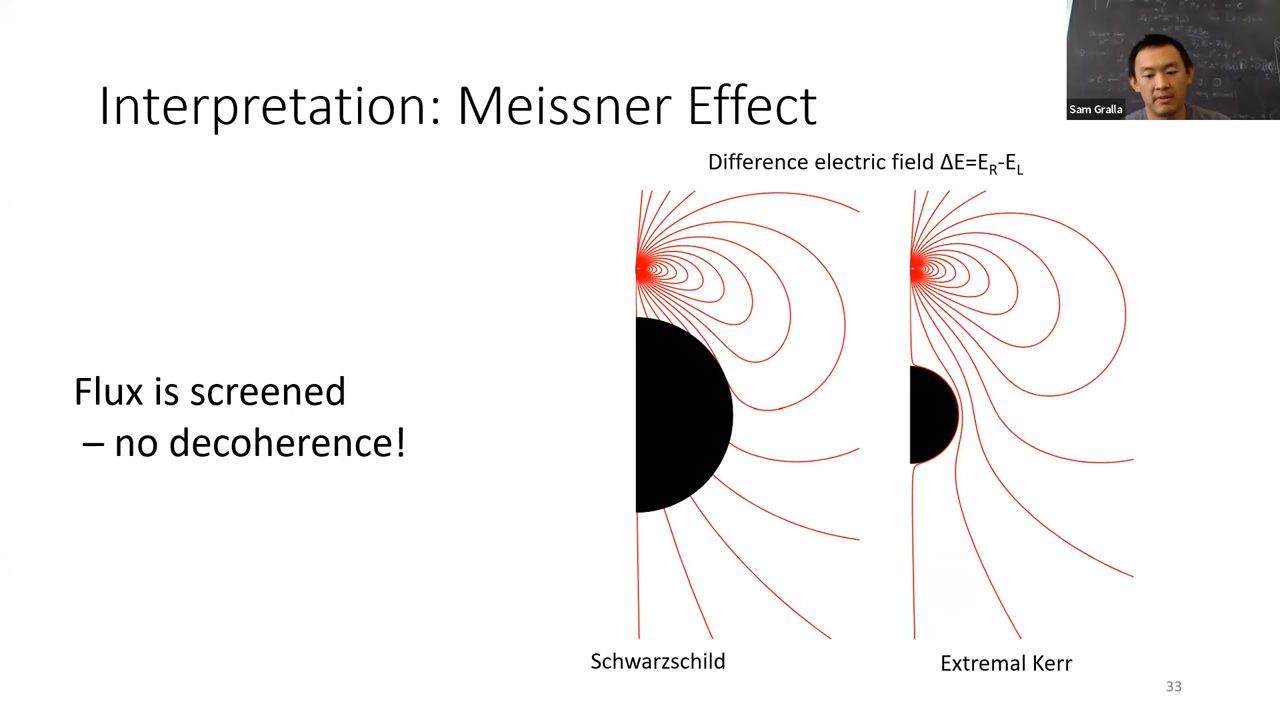 Interpretation: Meissner Effect
Sam Gralla
Difference electric field ΔE=E_R-E_L
Flux is screened
– no decoherence!
Schwarzschild
Extremal Kerr
33